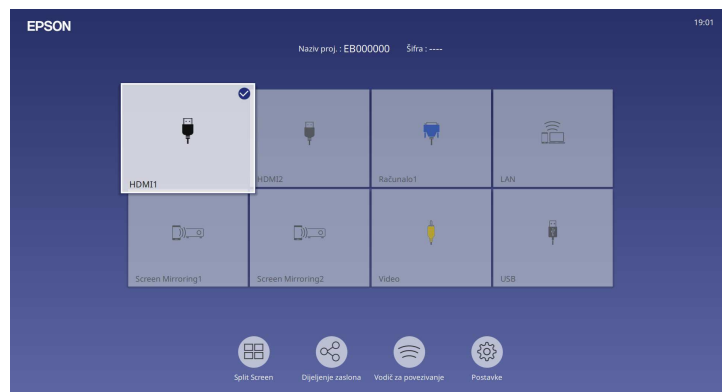 EPSON
19:01
Naziv proj. : EB000000 Šifra : ----
HDMI1
HDMI2
Računalo1
LAN
Screen Mirroring1
Screen Mirroring2
Video
USB
Split Screen
Dijeljenje zaslona
Vodič za povezivanje
Postavke